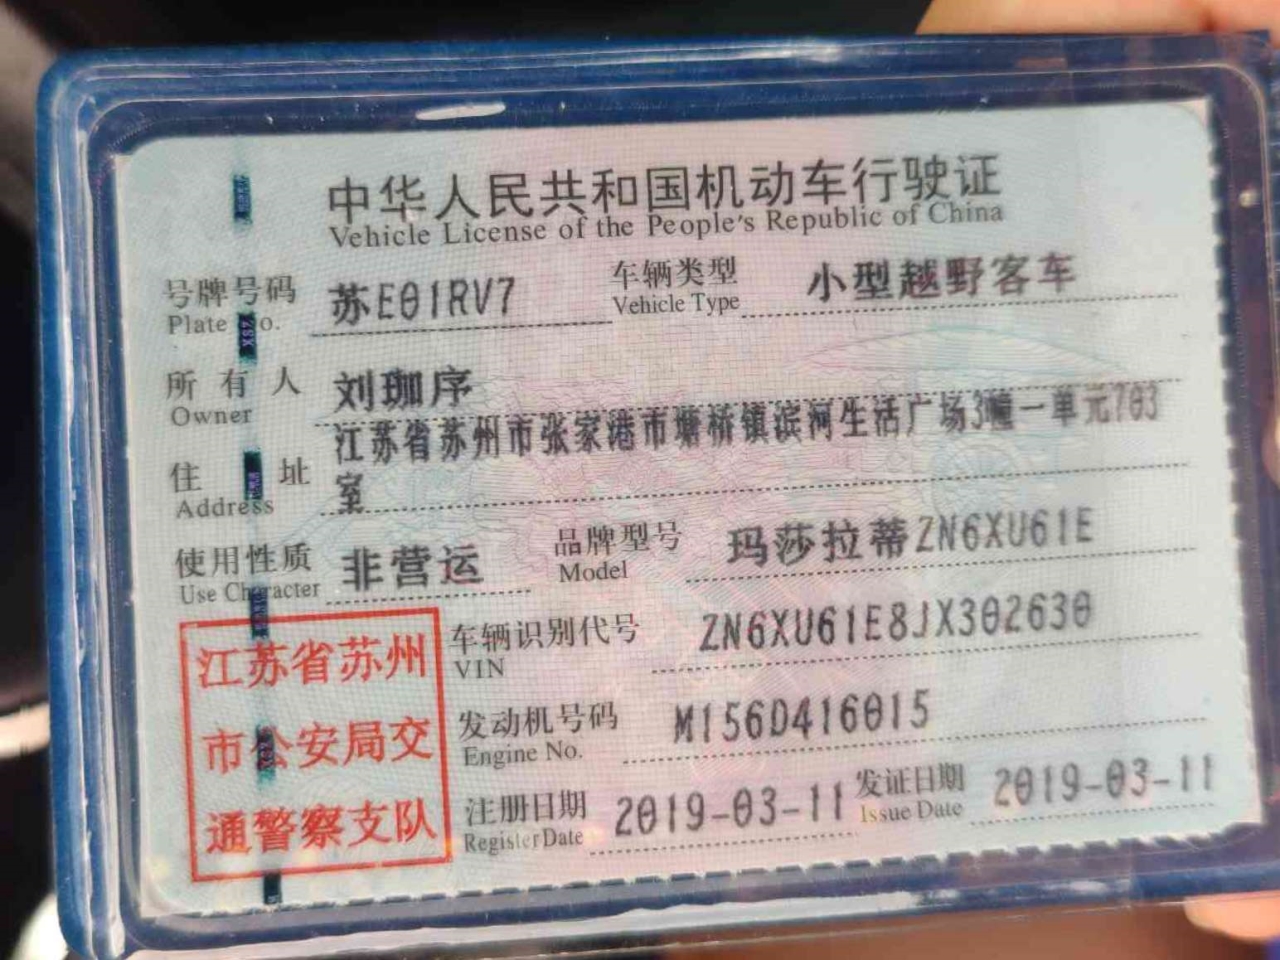 中华人民共和国机动车行驶证
Vehicle License of the People's Republic of China
号牌号码 苏E01RV7 车辆类型 小型越野客车
Plate No. Vehicle Type
所有人 刘珈序
Owner
住址 江苏省苏州市张家港市塘桥镇滨河生活广场3幢一单元703
室
Address
使用性质 非营运 品牌型号 玛莎拉蒂ZN6XU61E
Use Character Model
车辆识别代号 ZN6XU61E8JX302630
VIN
发动机号码 M156D416015
Engine No.
注册日期 2019-03-11 发证日期 2019-03-11
Register Date Issue Date
江苏省苏州
市公安局交
通警察支队